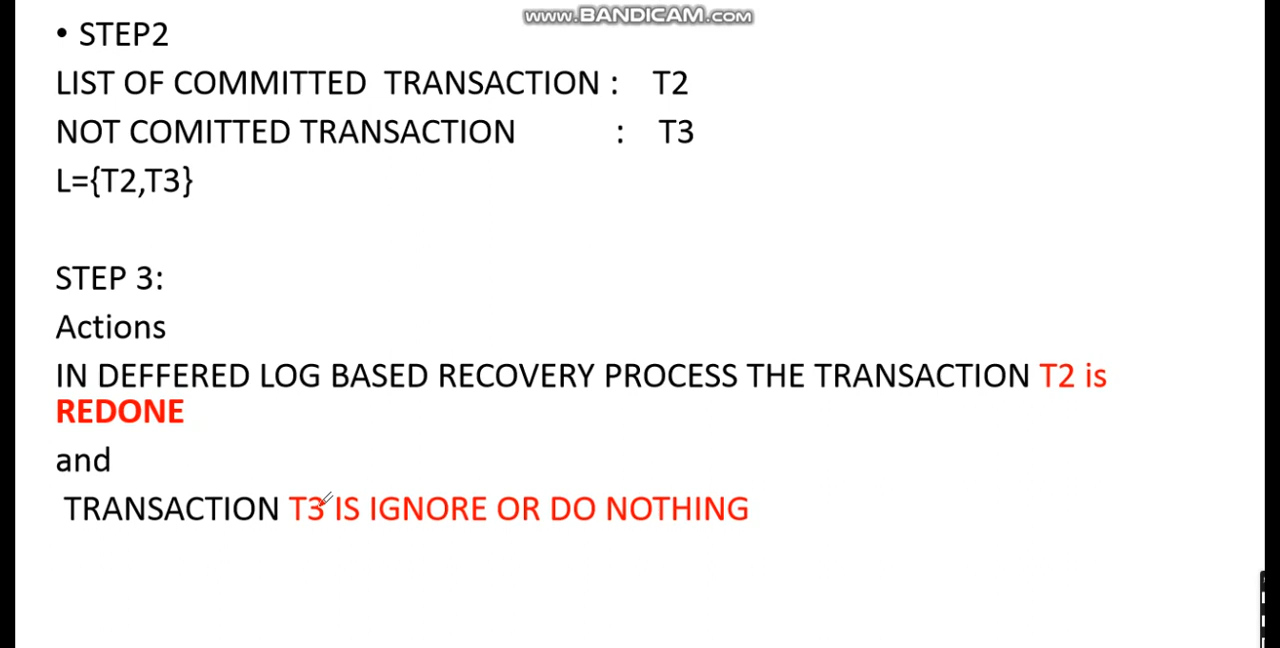 www.BANDICAM.com
• STEP2
LIST OF COMMITTED TRANSACTION : T2
NOT COMITTED TRANSACTION : T3
L={T2,T3}
STEP 3:
Actions
IN DEFFERED LOG BASED RECOVERY PROCESS THE TRANSACTION T2 is
REDONE
and
TRANSACTION T3 IS IGNORE OR DO NOTHING